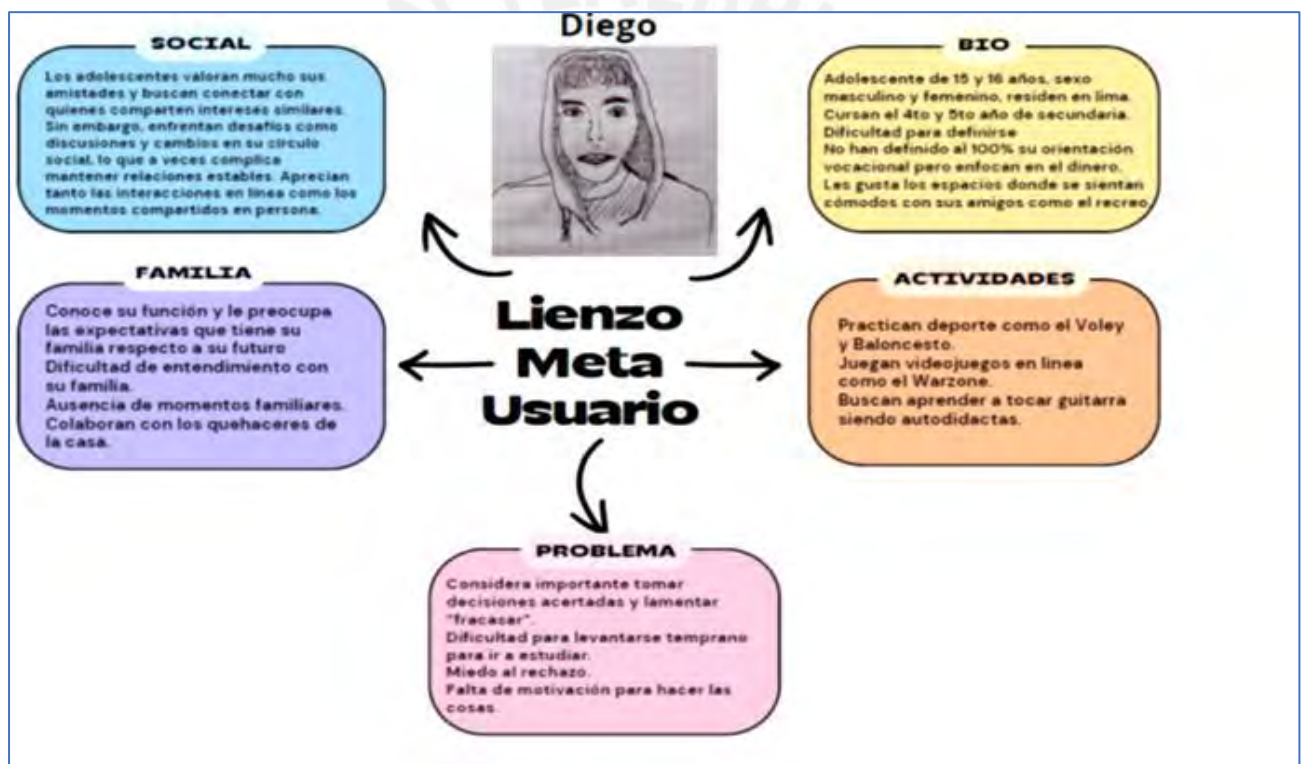 Diego
SOCIAL
Los adolescentes valoran mucho sus
amistades y buscan conectar con
quienes comparten intereses similares.
Sin embargo, enfrentan desafíos como
discusiones y cambios en su círculo
social, lo que a veces complica
mantener relaciones estables. Aprecian
tanto las interacciones en línea como los
momentos compartidos en persona.
BIO
Adolescente de 15 y 16 años, sexo
masculino y femenino, residen en lima.
Cursan el 4to y 5to año de secundaria.
Dificultad para definirse
No han definido al 100% su orientación
vocacional pero enfocan en el dinero.
Les gusta los espacios donde se sientan
cómodos con sus amigos como el recreo.
FAMILIA
Conoce su función y le preocupa
las expectativas que tiene su
familia respecto a su futuro
Dificultad de entendimiento con
su familia.
Ausencia de momentos familiares.
Colaboran con los quehaceres de
la casa.
Lienzo
Meta
Usuario
ACTIVIDADES
Practican deporte como el Voley
y Baloncesto.
Juegan videojuegos en linea
como el Warzone.
Buscan aprender a tocar guitarra
siendo autodidactas.
PROBLEMA
Considera importante tomar
decisiones acertadas y lamentar
"fracasar".
Dificultad para levantarse temprano
para ir a estudiar.
Miedo al rechazo.
Falta de motivación para hacer las
cosas